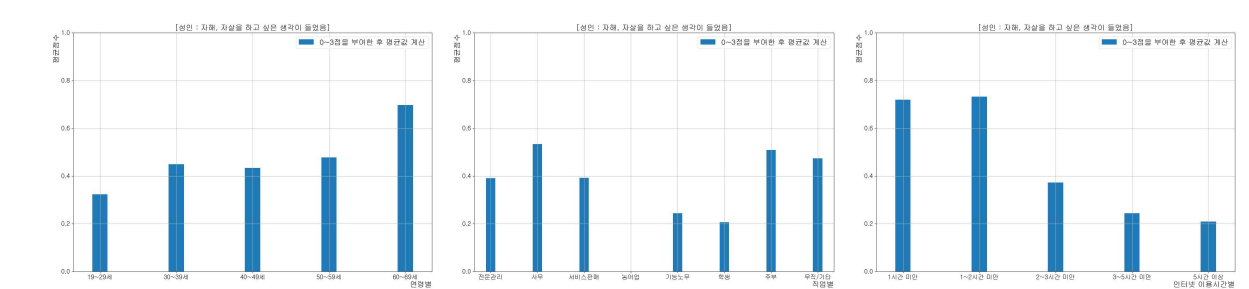 [성인 : 자해, 자살을 하고 싶은 생각이 들었음]
평균점수
0~3점을 부여한 후 평균값 계산
1.0
0.8
0.6
0.4
0.2
0.0
19~29세 30~39세 40~49세 50~59세 60~69세
연령별
[성인 : 자해, 자살을 하고 싶은 생각이 들었음]
평균점수
0~3점을 부여한 후 평균값 계산
1.0
0.8
0.6
0.4
0.2
0.0
전문관리 사무 서비스판매 농어업 기능노무 학생 주부 무직/기타
직업별
[성인 : 자해, 자살을 하고 싶은 생각이 들었음]
평균점수
0~3점을 부여한 후 평균값 계산
1.0
0.8
0.6
0.4
0.2
0.0
1시간 미만 1~2시간 미만 2~3시간 미만 3~5시간 미만 5시간 이상
인터넷 이용시간별